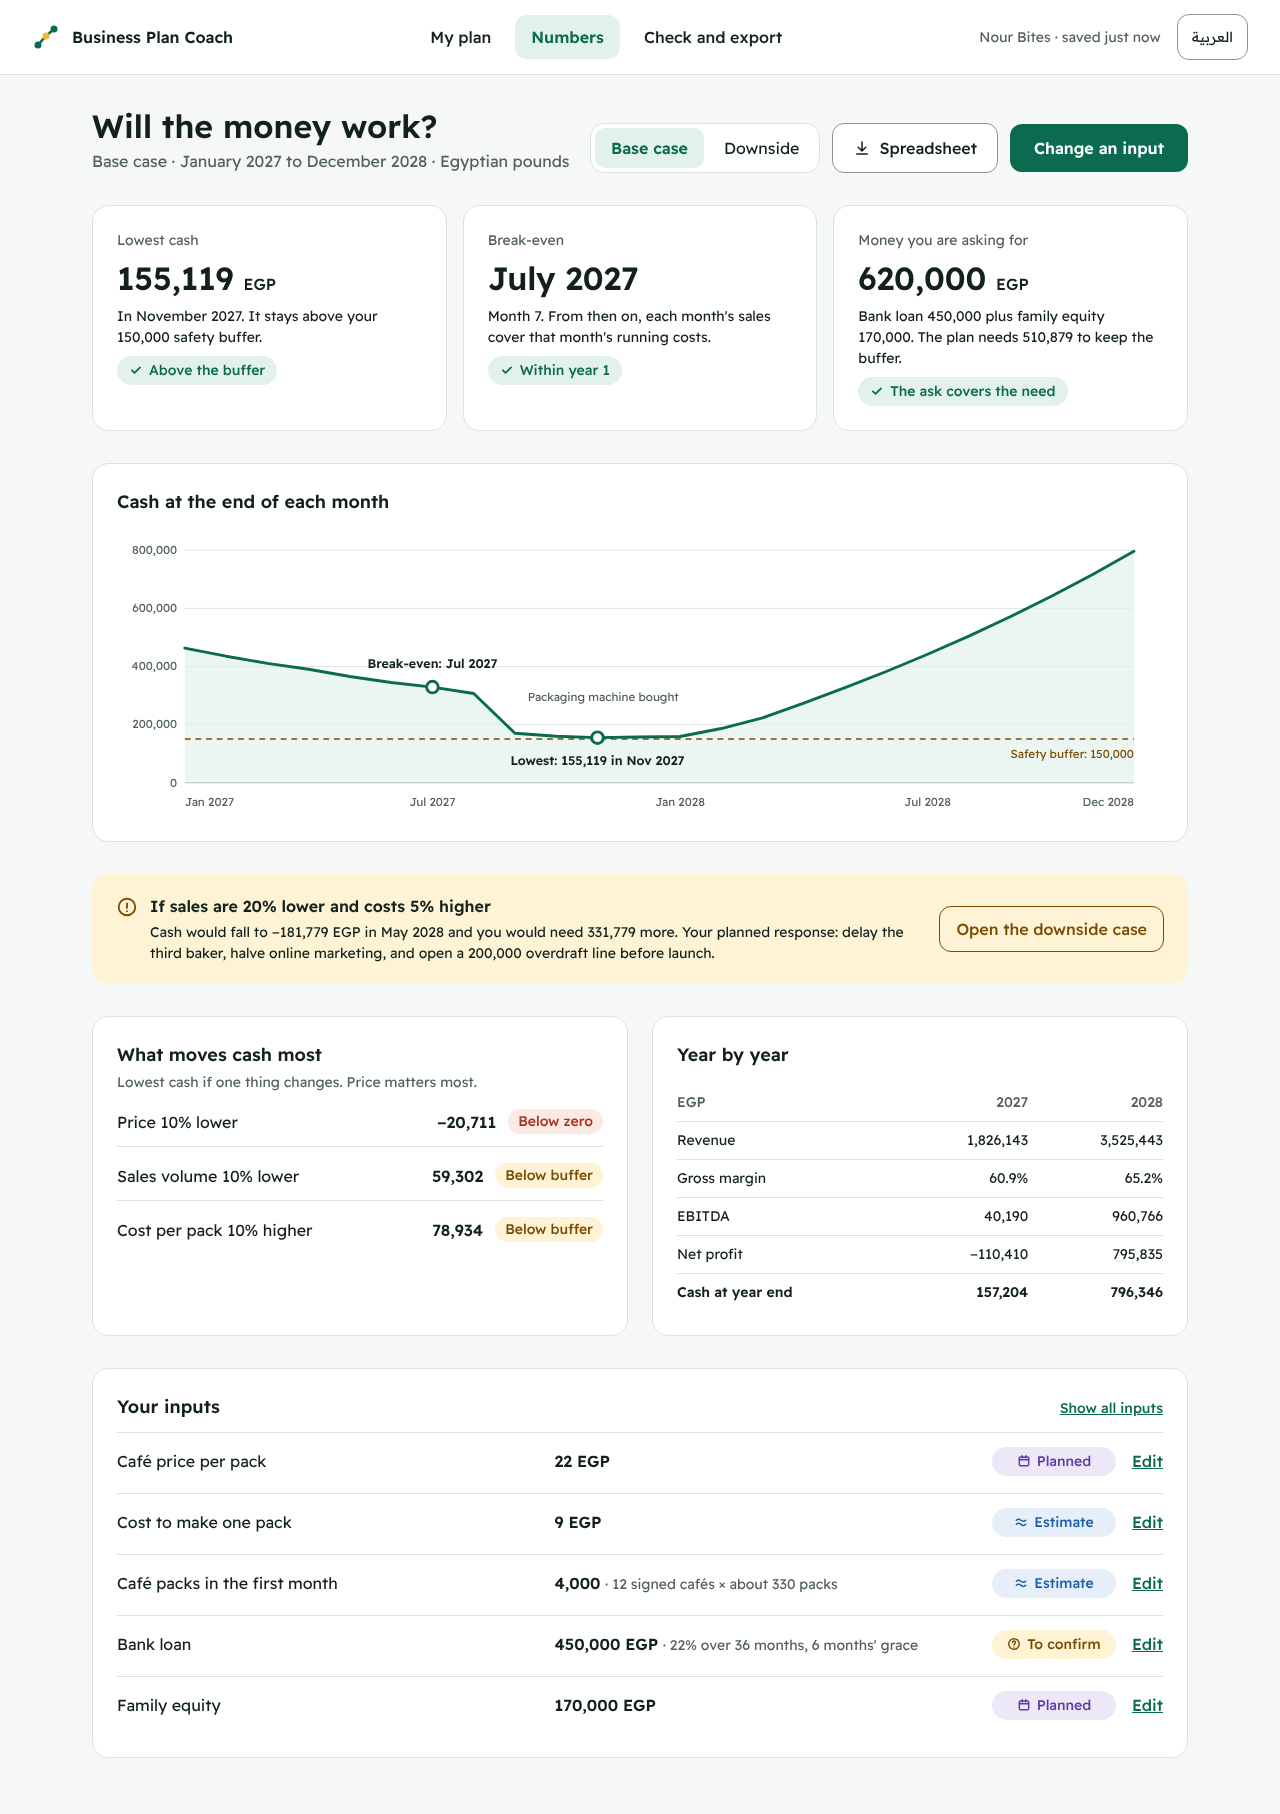 Business Plan Coach
My plan
Numbers
Check and export
Nour Bites · saved just now
العربية
Will the money work?
Base case · January 2027 to December 2028 · Egyptian pounds
Base case
Downside
Spreadsheet
Change an input
Lowest cash
155,119 EGP
In November 2027. It stays above your
150,000 safety buffer.
Above the buffer
Break-even
July 2027
Month 7. From then on, each month's sales
cover that month's running costs.
Within year 1
Money you are asking for
620,000 EGP
Bank loan 450,000 plus family equity
170,000. The plan needs 510,879 to keep the
buffer.
The ask covers the need
Cash at the end of each month
800,000
600,000
400,000
200,000
0
Break-even: Jul 2027
Packaging machine bought
Lowest: 155,119 in Nov 2027
Safety buffer: 150,000
Jan 2027
Jul 2027
Jan 2028
Jul 2028
Dec 2028
If sales are 20% lower and costs 5% higher
Cash would fall to −181,779 EGP in May 2028 and you would need 331,779 more. Your planned response: delay the
third baker, halve online marketing, and open a 200,000 overdraft line before launch.
Open the downside case
What moves cash most
Lowest cash if one thing changes. Price matters most.
Price 10% lower −20,711 Below zero
Sales volume 10% lower 59,302 Below buffer
Cost per pack 10% higher 78,934 Below buffer
Year by year
EGP 2027 2028
Revenue 1,826,143 3,525,443
Gross margin 60.9% 65.2%
EBITDA 40,190 960,766
Net profit −110,410 795,835
Cash at year end 157,204 796,346
Your inputs
Show all inputs
Café price per pack 22 EGP Planned Edit
Cost to make one pack 9 EGP Estimate Edit
Café packs in the first month 4,000 · 12 signed cafés × about 330 packs Estimate Edit
Bank loan 450,000 EGP · 22% over 36 months, 6 months' grace To confirm Edit
Family equity 170,000 EGP Planned Edit